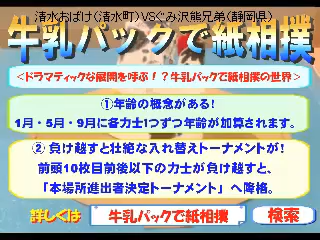 清水おばけ(清水町)VSぐみ沢能兄弟(静岡県)
牛乳パックで紙相撲
<ドラマティックな展開を呼ぶ!?牛乳パックで紙相撲の世界>
①年齢の概念がある!
1月・5月・9月に各力士1つずつ年齢が加算されます。
② 負け越すと壮絶な入れ替えトーナメントが!
前頭10枚目前後以下の力士が負け越すと、
「本場所進出者決定トーナメント」へ降格。
詳しくは 牛乳パックで紙相撲 検索